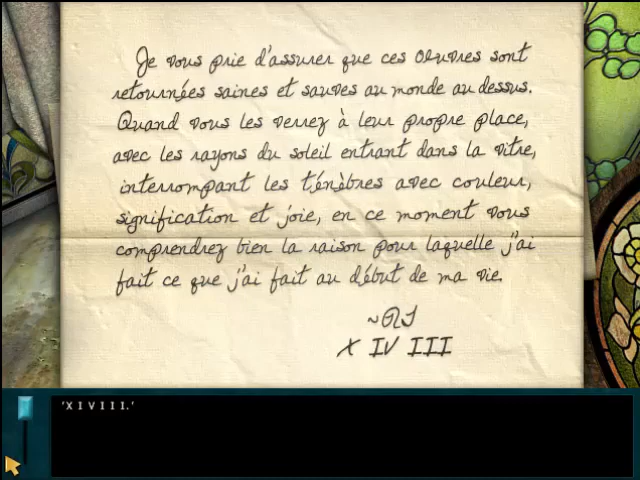 Je vous prie d'assurer que ces Oeuvres sont
retournées saines et sauves au monde au dessus.
Quand vous les verrez à leur propre place,
avec les rayons du soleil entrant dans la vitre,
interrompant les ténèbres avec couleur,
signification et joie, en ce moment vous
comprendrez bien la raison pour laquelle j'ai
fait ce que j'ai fait au début de ma vie.
X IV III
'X I V I I I.'